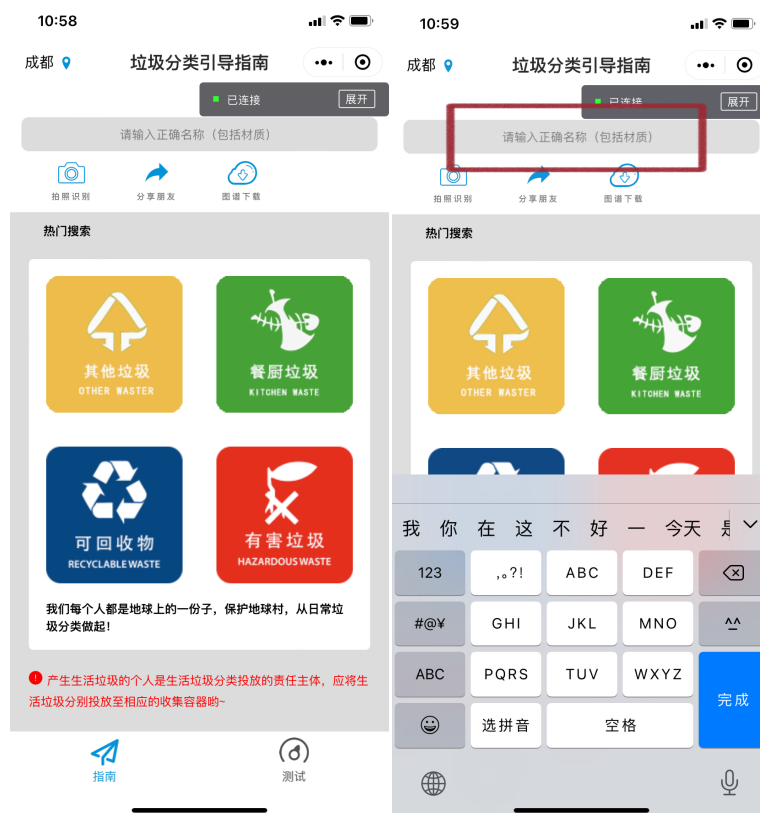 10:58
成都
垃圾分类引导指南
已连接
展开
请输入正确名称（包括材质）
拍照识别
分享朋友
图谱下载
热门搜索
其他垃圾
OTHER WASTER
餐厨垃圾
KITCHEN WASTE
可回收物
RECYCLABLE WASTE
有害垃圾
HAZARDOUS WASTE
我们每个人都是地球上的一份子，保护地球村，从日常垃
圾分类做起！
产生生活垃圾的个人是生活垃圾分类投放的责任主体，应将生
活垃圾分别投放至相应的收集容器哟~
指南
测试
10:59
成都
垃圾分类引导指南
已连接
展开
请输入正确名称（包括材质）
拍照识别
分享朋友
图谱下载
热门搜索
其他垃圾
OTHER WASTER
餐厨垃圾
KITCHEN WASTE
我 你 在 这 不 好 一 今天 是
123
,。?!
ABC
DEF
#@¥
GHI
JKL
MNO
^^
ABC
PQRS
TUV
WXYZ
完成
选拼音
空格